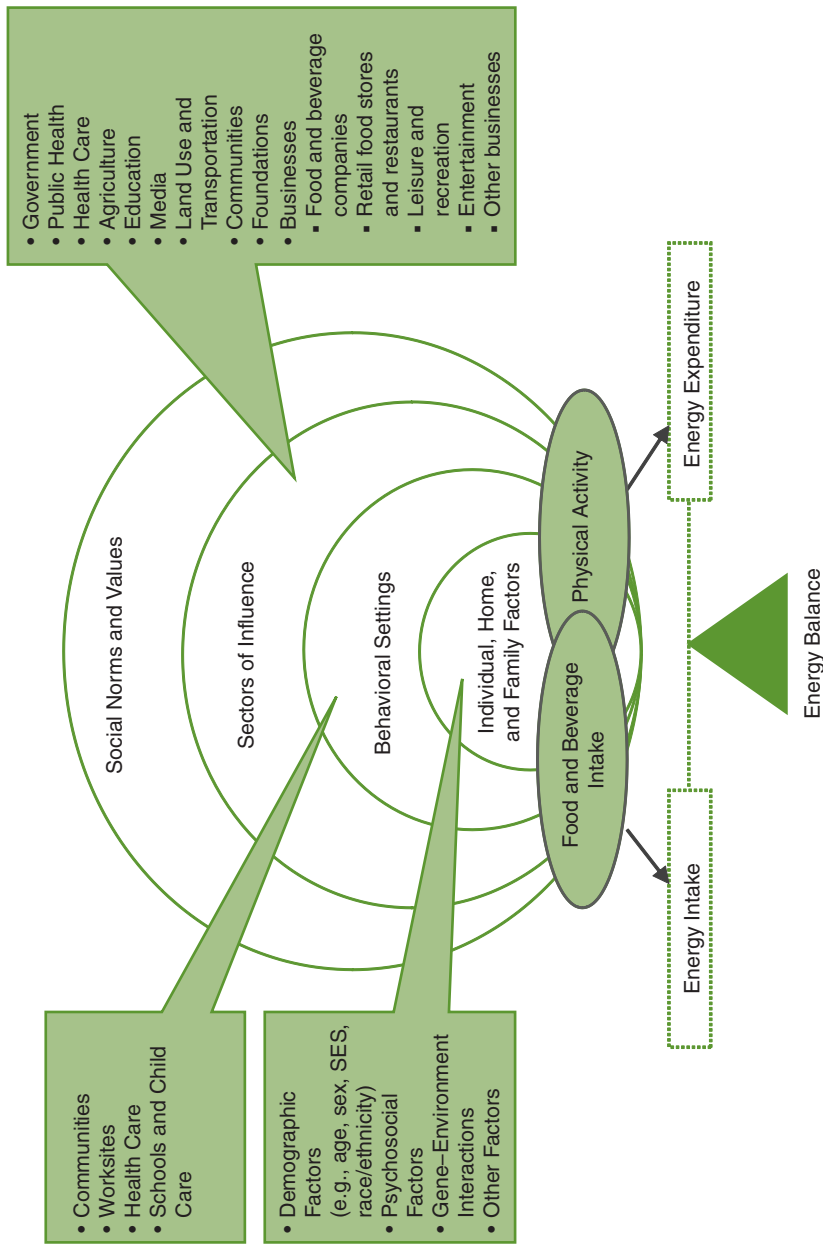 • Communities
• Worksites
• Health Care
• Schools and Child
Care
• Demographic
Factors
(e.g., age, sex, SES,
race/ethnicity)
• Psychosocial
Factors
• Gene–Environment
Interactions
• Other Factors
Social Norms and Values
Sectors of Influence
Behavioral Settings
Individual, Home,
and Family Factors
Food and Beverage
Intake
Physical Activity
• Government
• Public Health
• Health Care
• Agriculture
• Education
• Media
• Land Use and
Transportation
• Communities
• Foundations
• Businesses
▪ Food and beverage
companies
▪ Retail food stores
and restaurants
▪ Leisure and
recreation
▪ Entertainment
▪ Other businesses
Energy Intake
Energy Expenditure
Energy Balance